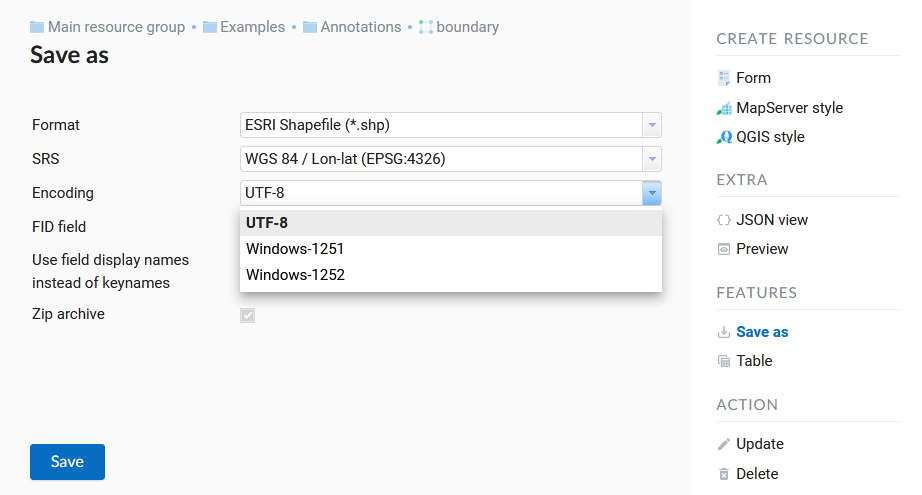 Main resource group • Examples • Annotations • boundary
Save as
Format
ESRI Shapefile (*.shp)
SRS
WGS 84 / Lon-lat (EPSG:4326)
Encoding
UTF-8
FID field
UTF-8
Windows-1251
Windows-1252
Use field display names
instead of keynames
Zip archive
Save
CREATE RESOURCE
Form
MapServer style
QGIS style
EXTRA
JSON view
Preview
FEATURES
Save as
Table
ACTION
Update
Delete